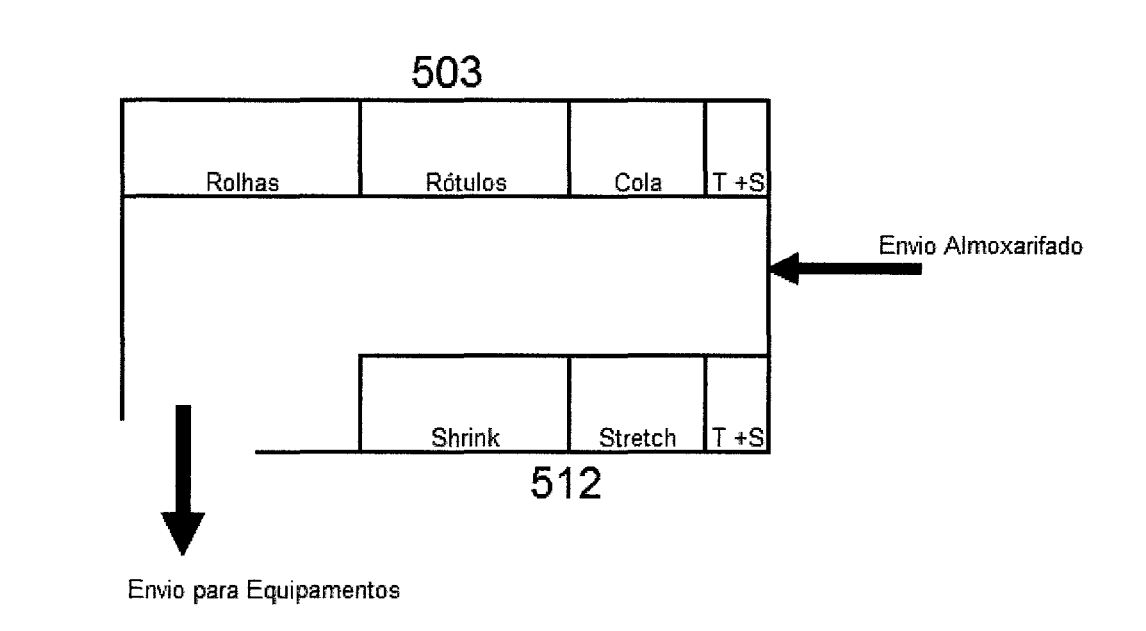 503
Rolhas Rótulos Cola T +S
Envio Almoxarifado
Shrink Stretch T +S
512
Envio para Equipamentos